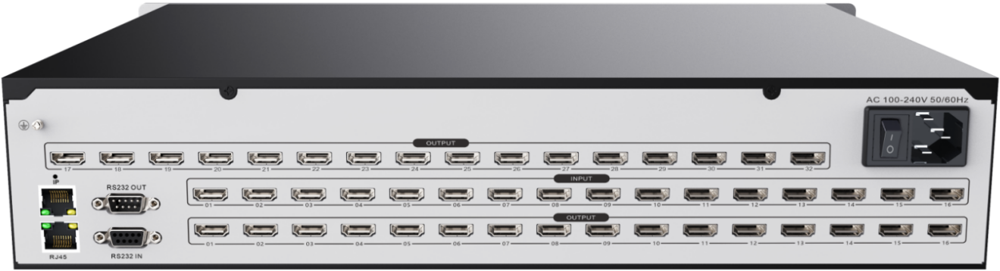 AC 100-240V 50/60Hz
OUTPUT
17 18 19 20 21 22 23 24 25 26 27 28 29 30 31 32
IP
RS232 OUT
INPUT
01 02 03 04 05 06 07 08 09 10 11 12 13 14 15 16
OUTPUT
01 02 03 04 05 06 07 08 09 10 11 12 13 14 15 16
RJ45
RS232 IN
I
O